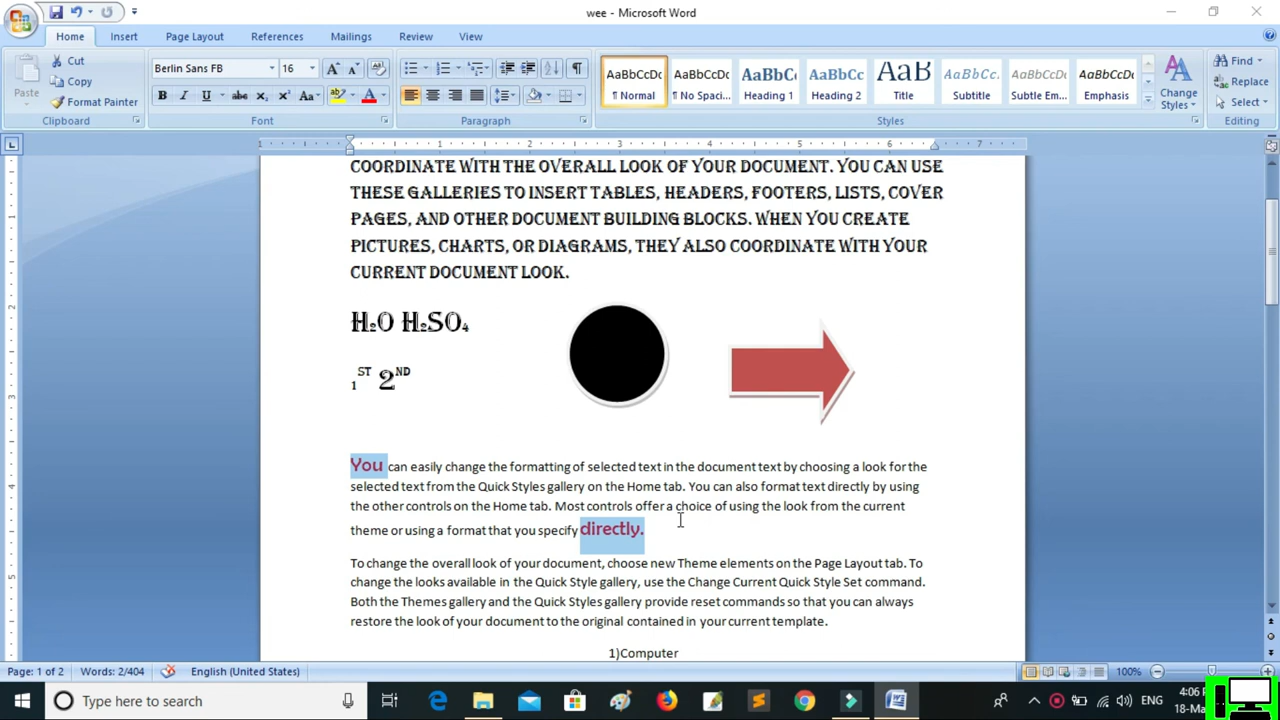 wee - Microsoft Word
Home Insert Page Layout References Mailings Review View
Paste
Cut
Copy
Format Painter
Clipboard
Berlin Sans FB 16
Font
Paragraph
AaBbCcDc AaBbCcDc AaBbC AaBbCc AaB AaBbCc. AaBbCcDc AaBbCcDc
¶ Normal ¶ No Spaci... Heading 1 Heading 2 Title Subtitle Subtle Em... Emphasis
Change Styles
Styles
Find
Replace
Select
Editing
1 1 2 3 4 5 6 7
COORDINATE WITH THE OVERALL LOOK OF YOUR DOCUMENT. YOU CAN USE
THESE GALLERIES TO INSERT TABLES, HEADERS, FOOTERS, LISTS, COVER
PAGES, AND OTHER DOCUMENT BUILDING BLOCKS. WHEN YOU CREATE
PICTURES, CHARTS, OR DIAGRAMS, THEY ALSO COORDINATE WITH YOUR
CURRENT DOCUMENT LOOK.
H₂O H₂SO₄
1ST 2ND
You can easily change the formatting of selected text in the document text by choosing a look for the
selected text from the Quick Styles gallery on the Home tab. You can also format text directly by using
the other controls on the Home tab. Most controls offer a choice of using the look from the current
theme or using a format that you specify directly.
To change the overall look of your document, choose new Theme elements on the Page Layout tab. To
change the looks available in the Quick Style gallery, use the Change Current Quick Style Set command.
Both the Themes gallery and the Quick Styles gallery provide reset commands so that you can always
restore the look of your document to the original contained in your current template.
1)Computer
Page: 1 of 2 Words: 2/404 English (United States) 100%
Type here to search
ENG
4:06 
18-Ma